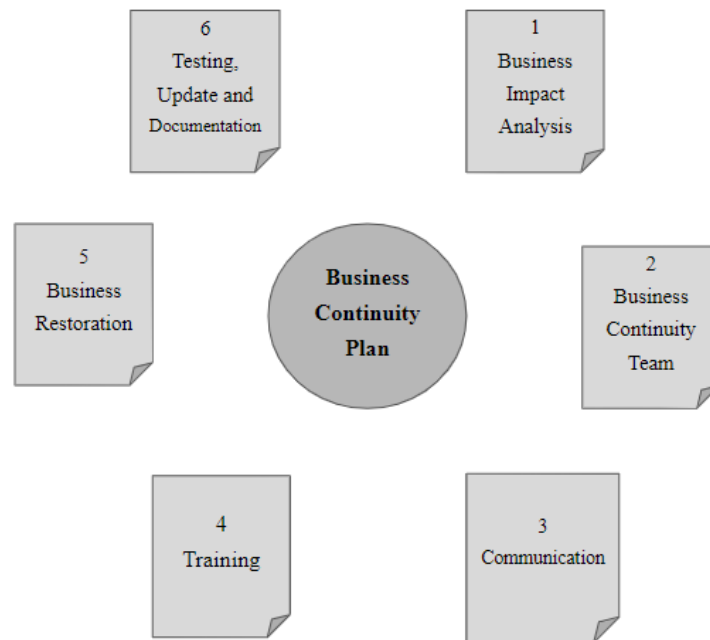 6
Testing,
Update and
Documentation
1
Business
Impact
Analysis
5
Business
Restoration
Business
Continuity
Plan
2
Business
Continuity
Team
4
Training
3
Communication